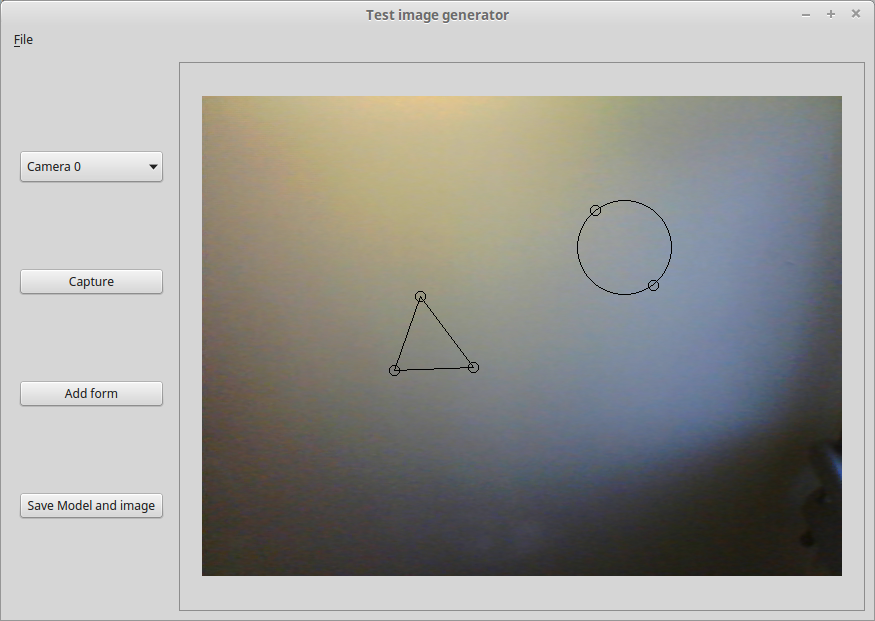 Test image generator
File
Camera 0
Capture
Add form
Save Model and image